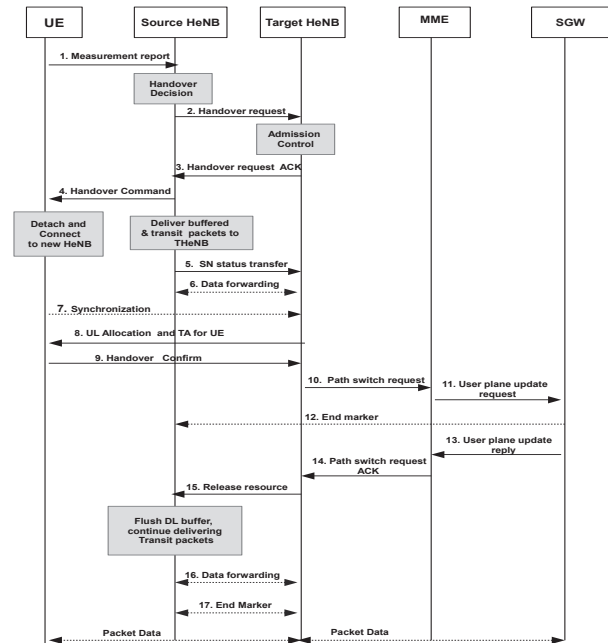 UE
Source HeNB
Target HeNB
MME
SGW
1. Measurement report
Handover
Decision
2. Handover request
Admission
Control
3. Handover request ACK
4. Handover Command
Detach and
Connect
to new HeNB
Deliver buffered
& transit packets to
THeNB
5. SN status transfer
6. Data forwarding
7. Synchronization
8. UL Allocation and TA for UE
9. Handover Confirm
10. Path switch request
11. User plane update
request
12. End marker
13. User plane update
reply
14. Path switch request
ACK
15. Release resource
Flush DL buffer,
continue delivering
Transit packets
16. Data forwarding
17. End Marker
Packet Data
Packet Data